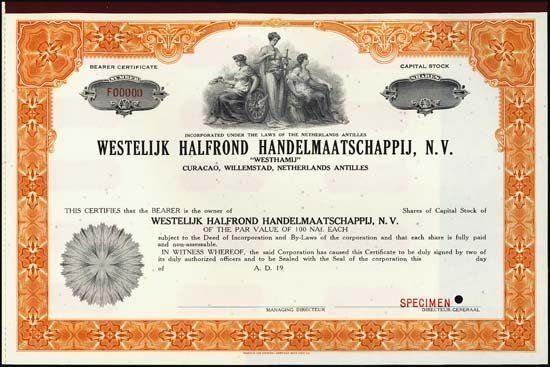 BEARER CERTIFICATE
CAPITAL STOCK
NUMBER
SHARES
F00000
INCORPORATED UNDER THE LAWS OF THE NETHERLANDS ANTILLES
WESTELIJK HALFROND HANDELMAATSCHAPPIJ, N.V.
"WESTHAMIJ"
CURACAO, WILLEMSTAD, NETHERLANDS ANTILLES
THIS CERTIFIES that the BEARER is the owner of Shares of Capital Stock of
WESTELIJK HALFROND HANDELMAATSCHAPPIJ, N.V.
OF THE PAR VALUE OF 100 NAf. EACH
subject to the Deed of Incorporation and By-Laws of the corporation and that each share is fully paid
and non-assessable.
IN WITNESS WHEREOF, the said Corporation has caused this Certificate to be duly signed by two of
its duly authorized officers and to be Sealed with the Seal of the corporation this day
of A. D. 19
SPECIMEN
MANAGING DIRECTEUR
DIRECTEUR-GENERAAL